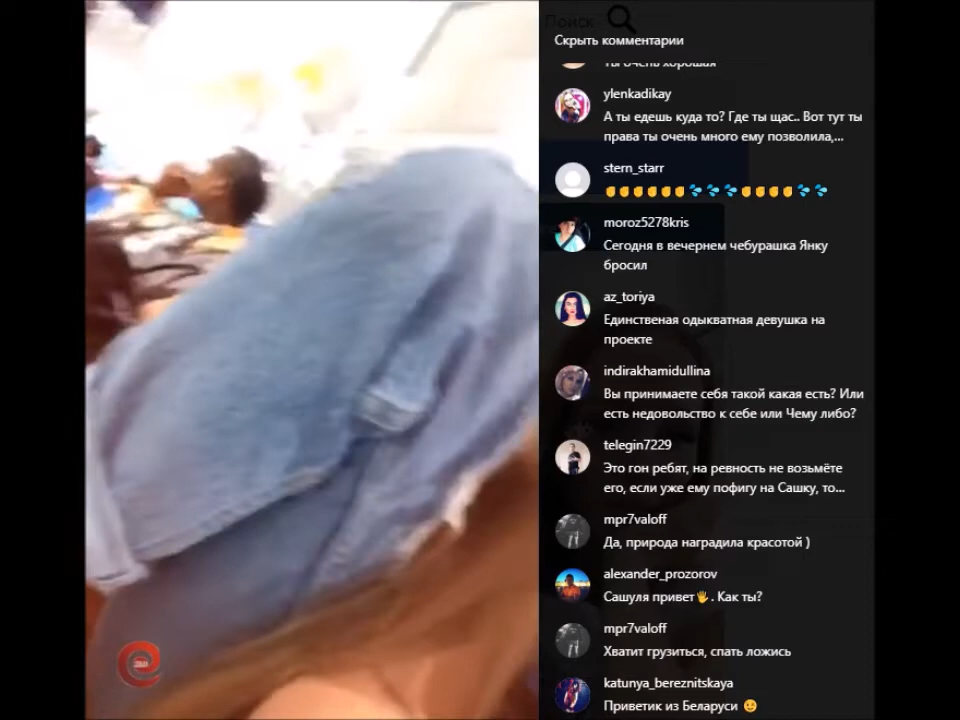 Поиск
Скрыть комментарии
Ты очень хорошая
ylenkadikay
А ты едешь куда то? Где ты щас.. Вот тут ты
права ты очень много ему позволила,...
stern_starr
moroz5278kris
Сегодня в вечернем чебурашка Янку
бросил
az_toriya
Единственая одыкватная девушка на
проекте
indirakhamidullina
Вы принимаете себя такой какая есть? Или
есть недовольство к себе или Чему либо?
telegin7229
Это гон ребят, на ревность не возьмёте
его, если уже ему пофигу на Сашку, то...
mpr7valoff
Да, природа наградила красотой )
alexander_prozorov
Сашуля привет🖐. Как ты?
mpr7valoff
Хватит грузиться, спать ложись
katunya_bereznitskaya
Приветик из Беларуси 🙂